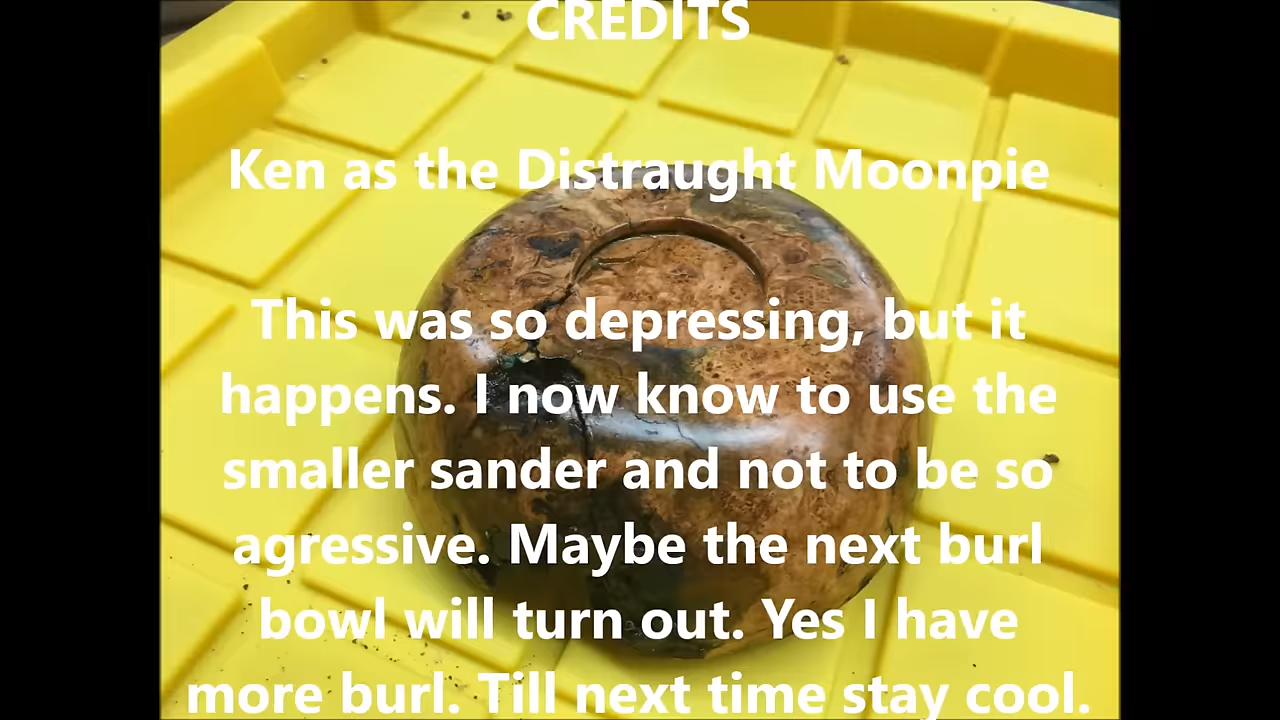 CREDITS
Ken as the Distraught Moonpie
This was so depressing, but it
happens. I now know to use the
smaller sander and not to be so
agressive. Maybe the next burl
bowl will turn out. Yes I have
more burl. Till next time stay cool.